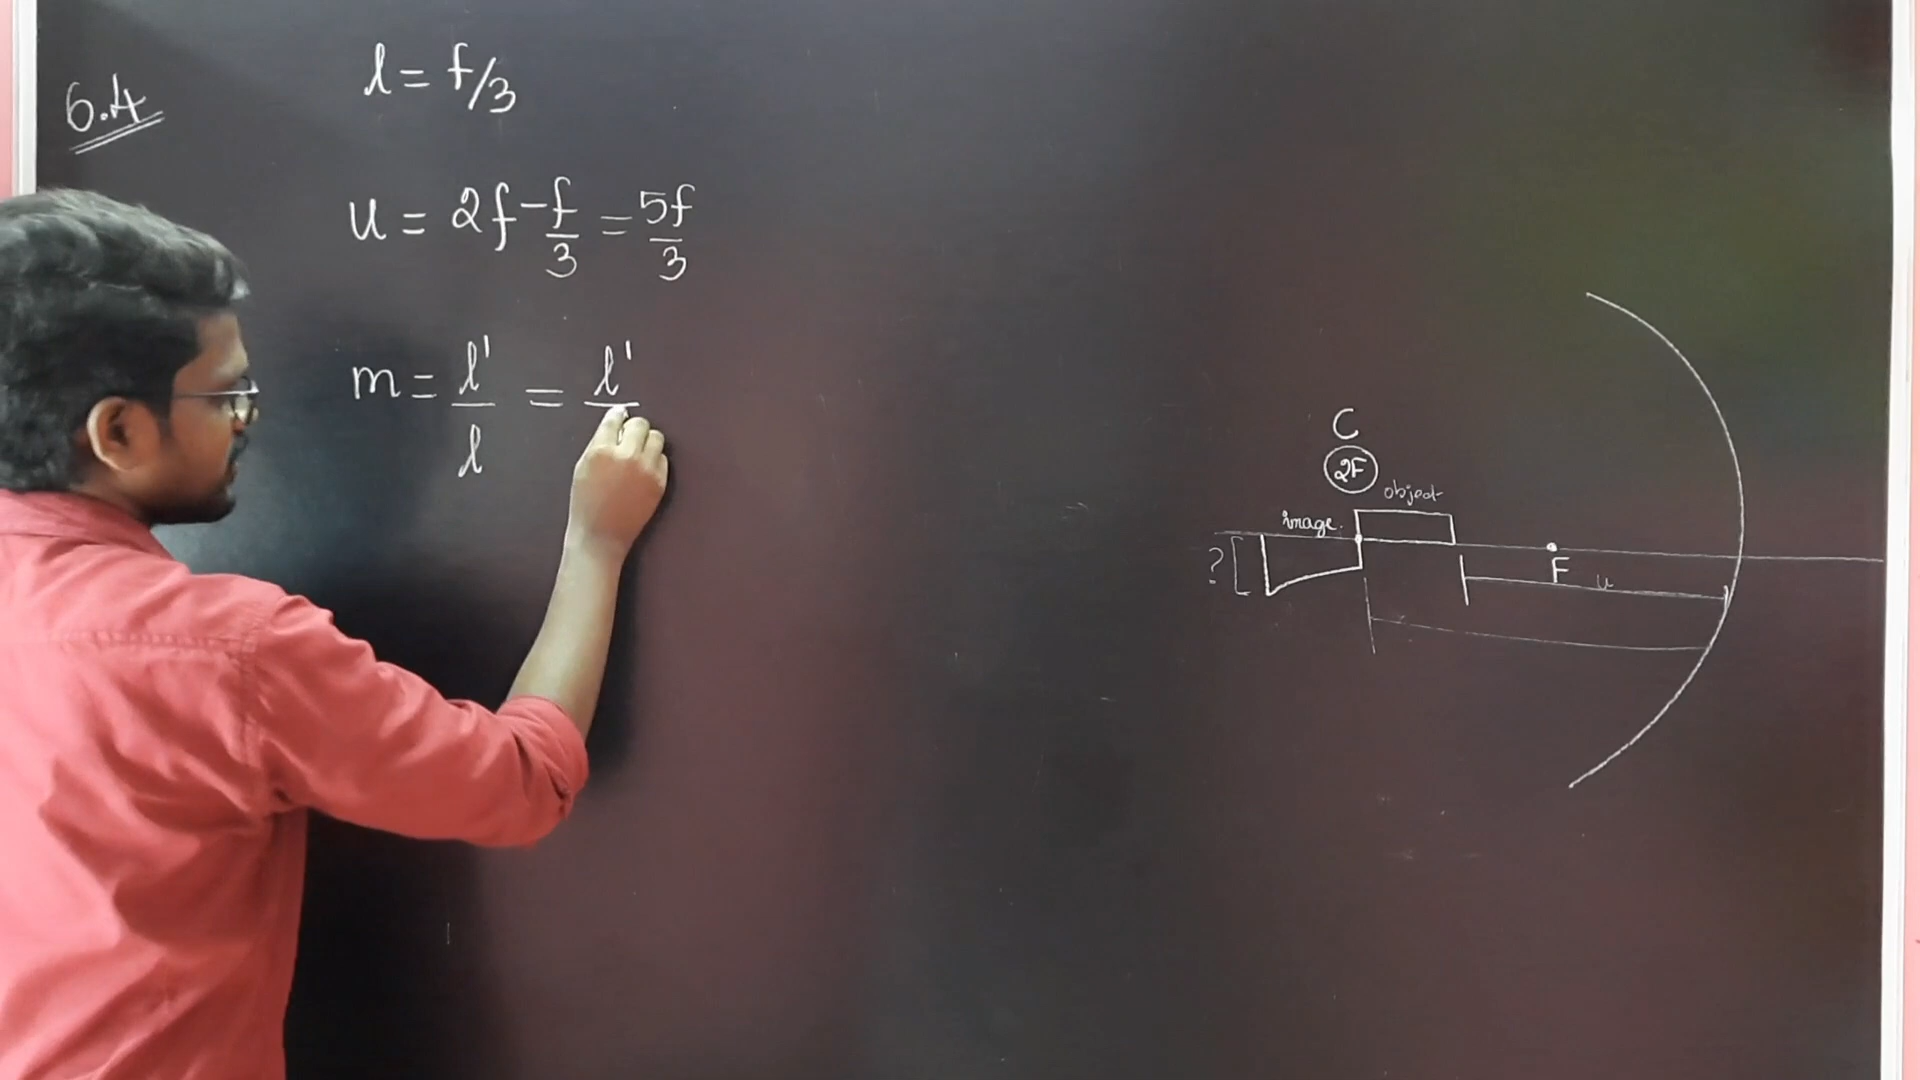 6.4
l = f/3
u = 2f - f/3 = 5f/3
m = l'/l = l'/
C
2F
object
image.
?
F
u